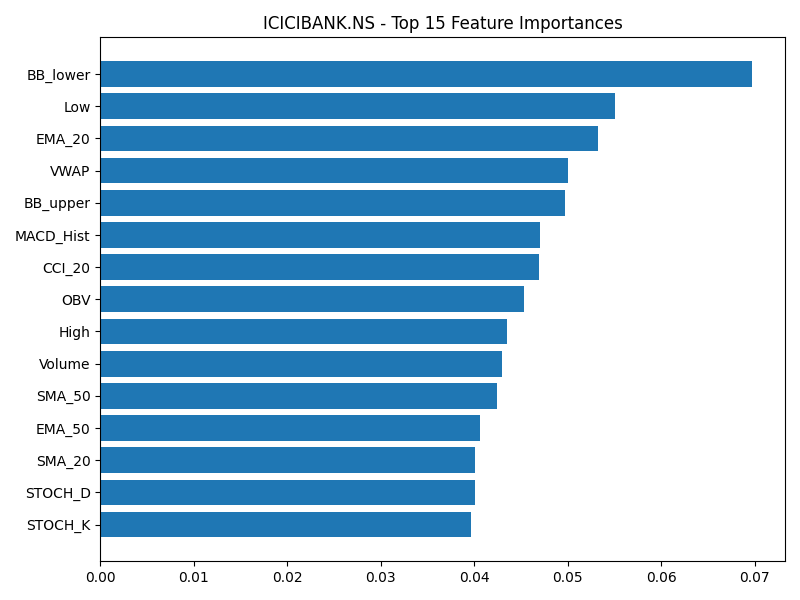 ICICIBANK.NS - Top 15 Feature Importances
BB_lower
Low
EMA_20
VWAP
BB_upper
MACD_Hist
CCI_20
OBV
High
Volume
SMA_50
EMA_50
SMA_20
STOCH_D
STOCH_K
0.00 0.01 0.02 0.03 0.04 0.05 0.06 0.07